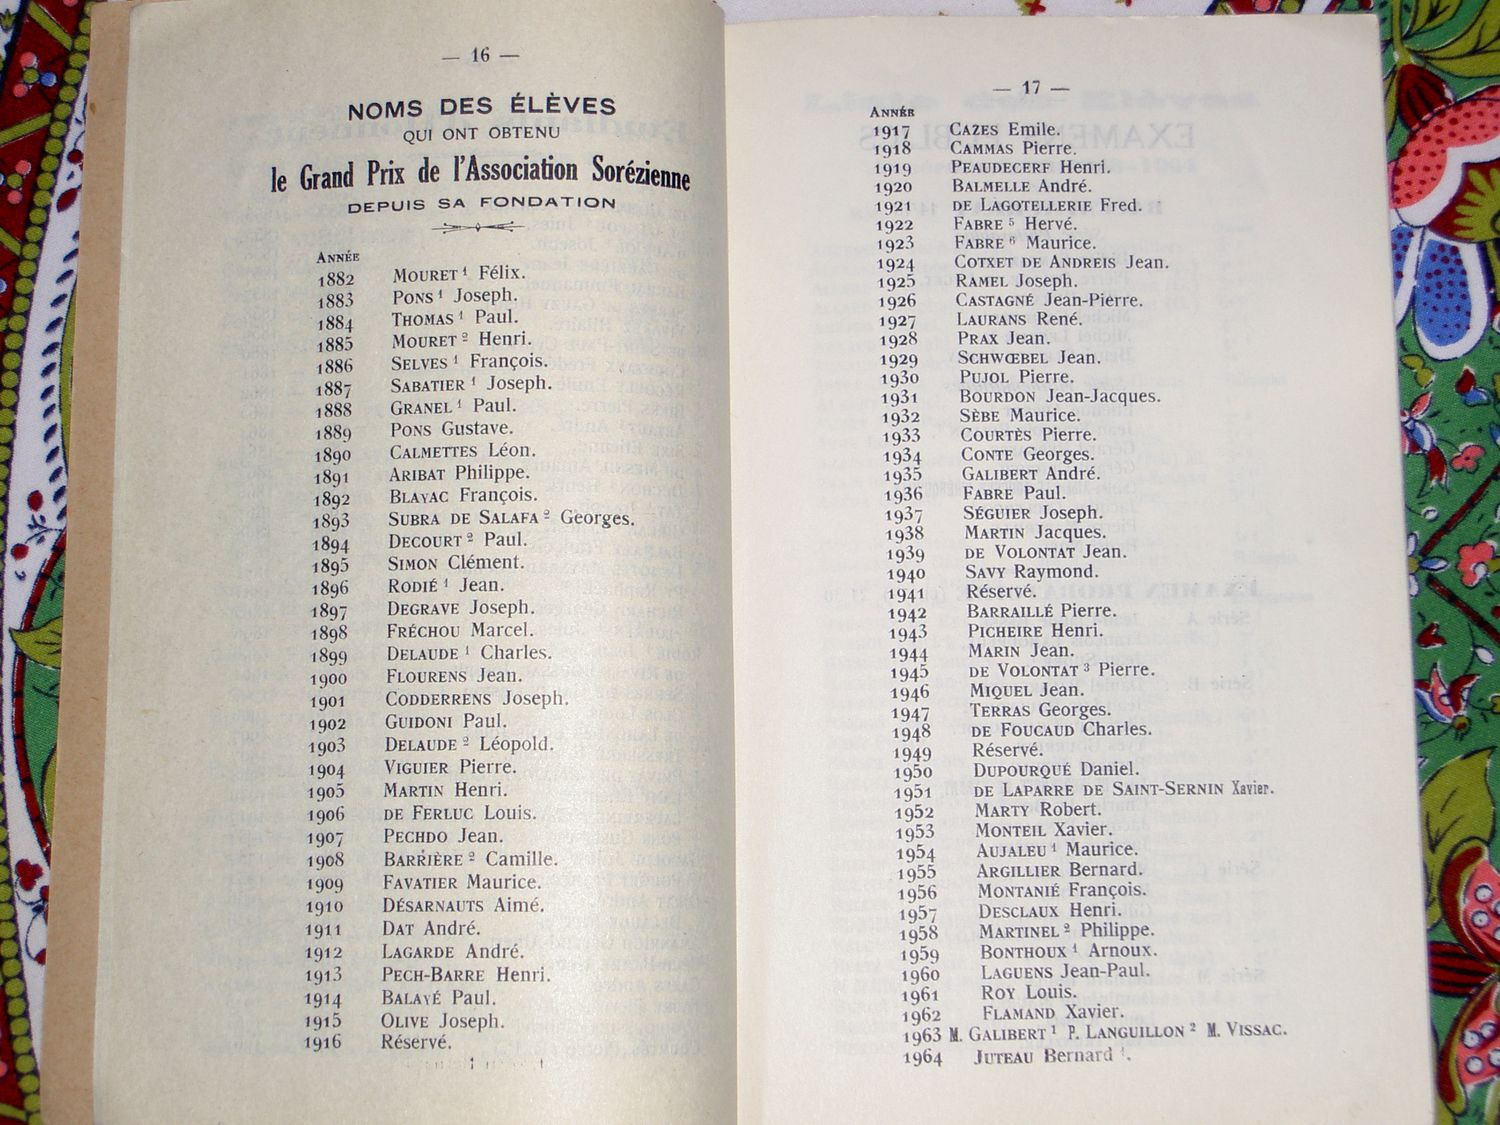 — 16 —
NOMS DES ÉLÈVES
QUI ONT OBTENU
le Grand Prix de l'Association Sorézienne
DEPUIS SA FONDATION
ANNÉE
1882 MOURET ¹ Félix.
1883 PONS ¹ Joseph.
1884 THOMAS ¹ Paul.
1885 MOURET ² Henri.
1886 SELVES ¹ François.
1887 SABATIER ¹ Joseph.
1888 GRANEL ¹ Paul.
1889 PONS Gustave.
1890 CALMETTES Léon.
1891 ARIBAT Philippe.
1892 BLAYAC François.
1893 SUBRA DE SALAFA ² Georges.
1894 DECOURT ² Paul.
1895 SIMON Clément.
1896 RODIÉ ¹ Jean.
1897 DEGRAVE Joseph.
1898 FRÉCHOU Marcel.
1899 DELAUDE ¹ Charles.
1900 FLOURENS Jean.
1901 CODDERRENS Joseph.
1902 GUIDONI Paul.
1903 DELAUDE ² Léopold.
1904 VIGUIER Pierre.
1905 MARTIN Henri.
1906 DE FERLUC Louis.
1907 PECHDO Jean.
1908 BARRIÈRE ² Camille.
1909 FAVATIER Maurice.
1910 DÉSARNAUTS Aimé.
1911 DAT André.
1912 LAGARDE André.
1913 PECH-BARRE Henri.
1914 BALAYÉ Paul.
1915 OLIVE Joseph.
1916 Réservé.
— 17 —
ANNÉE
1917 CAZES Emile.
1918 CAMMAS Pierre.
1919 PEAUDECERF Henri.
1920 BALMELLE André.
1921 DE LAGOTELLERIE Fred.
1922 FABRE ⁵ Hervé.
1923 FABRE ⁶ Maurice.
1924 COTXET DE ANDREIS Jean.
1925 RAMEL Joseph.
1926 CASTAGNÉ Jean-Pierre.
1927 LAURANS René.
1928 PRAX Jean.
1929 SCHWŒBEL Jean.
1930 PUJOL Pierre.
1931 BOURDON Jean-Jacques.
1932 SÈBE Maurice.
1933 COURTÈS Pierre.
1934 CONTE Georges.
1935 GALIBERT André.
1936 FABRE Paul.
1937 SÉGUIER Joseph.
1938 MARTIN Jacques.
1939 DE VOLONTAT Jean.
1940 SAVY Raymond.
1941 Réservé.
1942 BARRAILLÉ Pierre.
1943 PICHEIRE Henri.
1944 MARIN Jean.
1945 DE VOLONTAT ³ Pierre.
1946 MIQUEL Jean.
1947 TERRAS Georges.
1948 DE FOUCAUD Charles.
1949 Réservé.
1950 DUPOURQUÉ Daniel.
1951 DE LAPARRE DE SAINT-SERNIN Xavier.
1952 MARTY Robert.
1953 MONTEIL Xavier.
1954 AUJALEU ¹ Maurice.
1955 ARGILLIER Bernard.
1956 MONTANIÉ François.
1957 DESCLAUX Henri.
1958 MARTINEL ² Philippe.
1959 BONTHOUX ¹ Arnoux.
1960 LAGUENS Jean-Paul.
1961 ROY Louis.
1962 FLAMAND Xavier.
1963 M. GALIBERT ¹ P. LANGUILLON ² M. VISSAC.
1964 JUTEAU Bernard ¹.